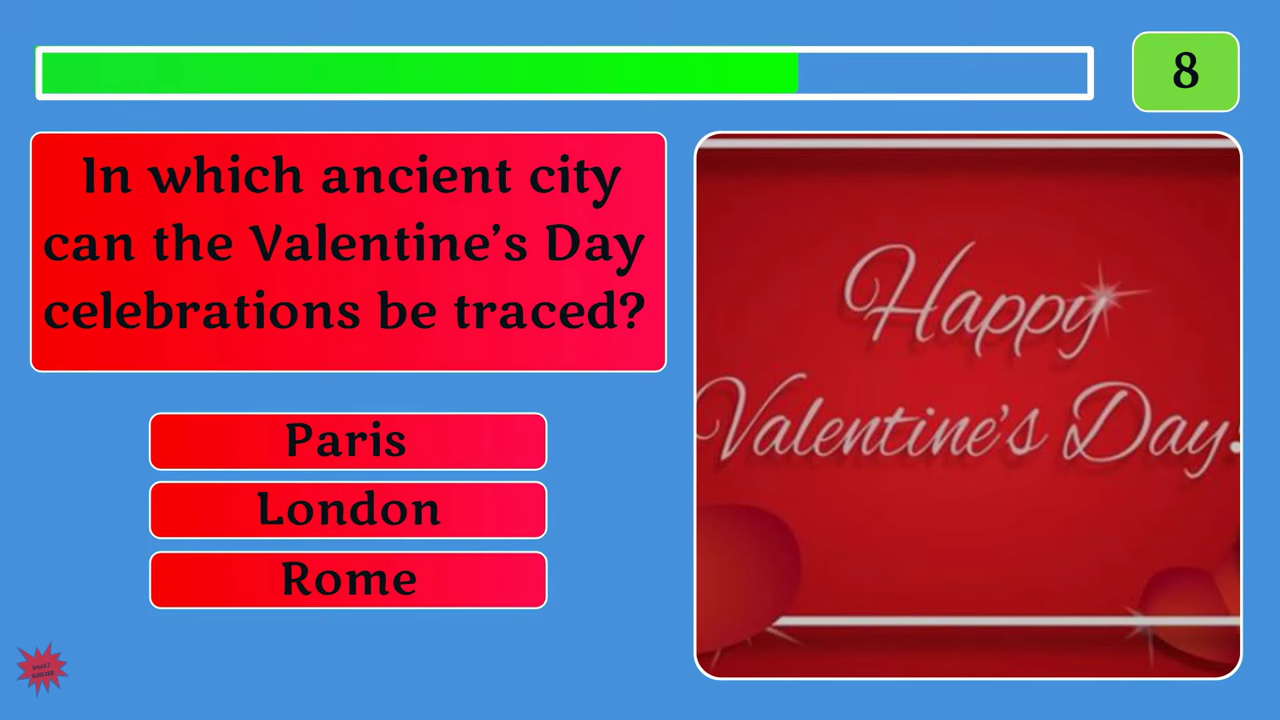 8
In which ancient city
can the Valentine's Day
celebrations be traced?
Happy
Valentine's Day!
Paris
London
Rome